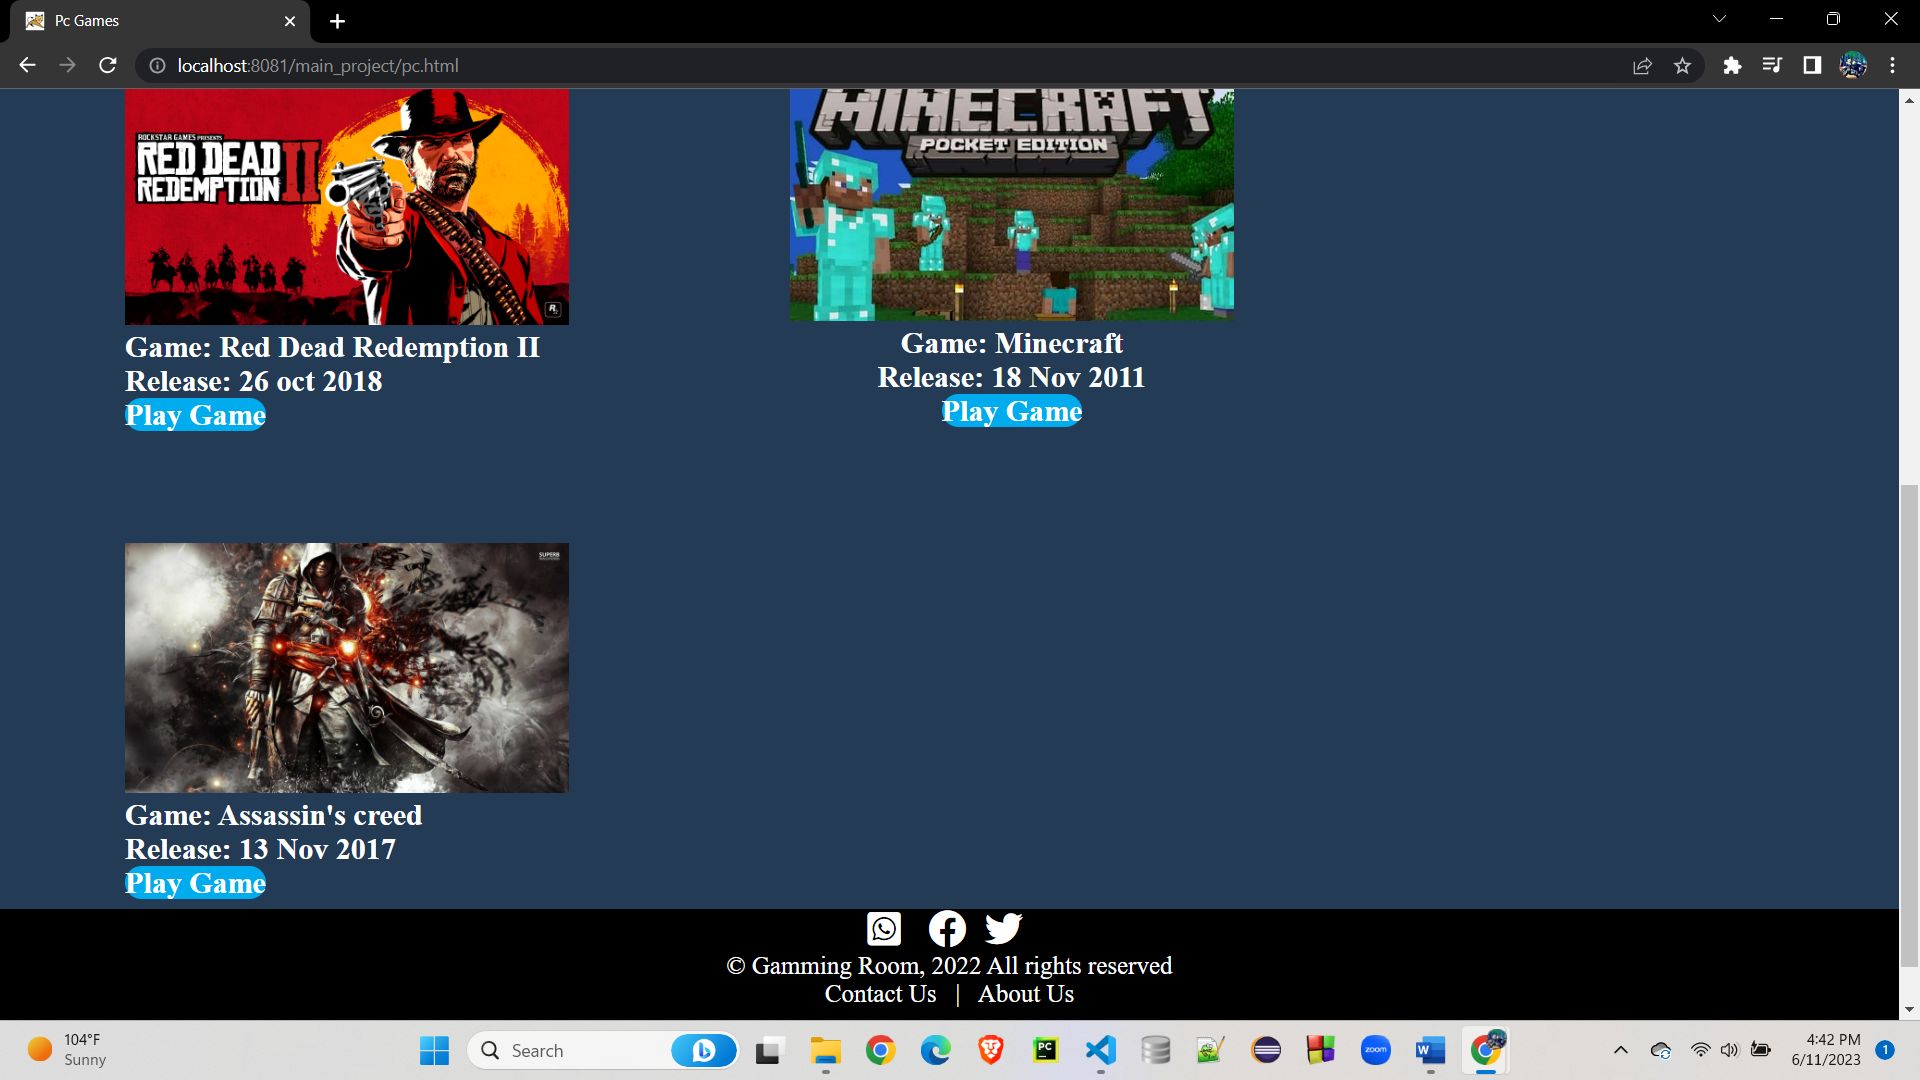 Pc Games
localhost:8081/main_project/pc.html
ROCKSTAR GAMES PRESENTS
RED DEAD
REDEMPTION II
MINECRAFT
POCKET EDITION
Game: Red Dead Redemption II
Release: 26 oct 2018
Play Game
Game: Minecraft
Release: 18 Nov 2011
Play Game
SUPERB
Game: Assassin's creed
Release: 13 Nov 2017
Play Game
© Gamming Room, 2022 All rights reserved
Contact Us | About Us
104°F
Sunny
Search
PC
zoom
W
4:42 PM
6/11/2023
1